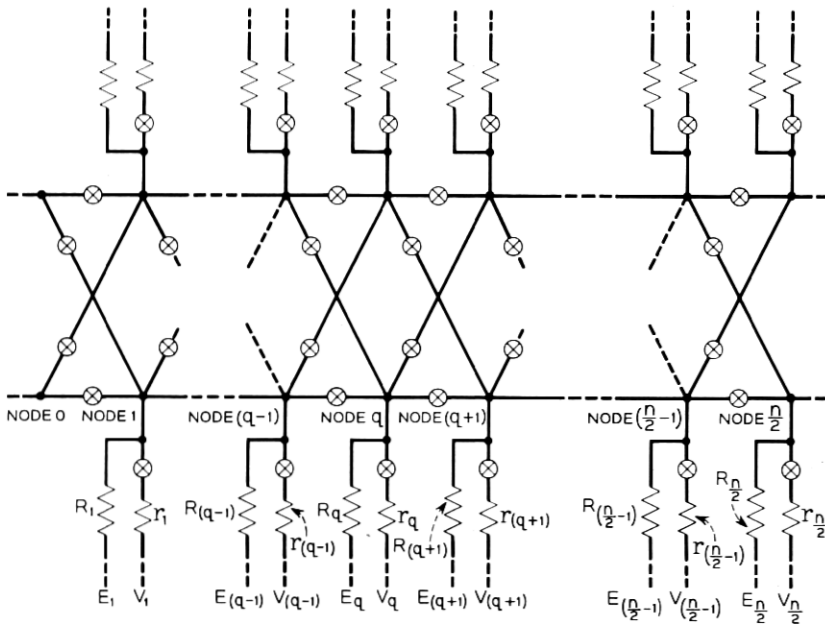 NODE 0 NODE 1 NODE(q-1) NODE q NODE(q+1) NODE(n/2-1) NODE n/2
R1 r1 R(q-1) r(q-1) Rq rq R(q+1) r(q+1) R(n/2-1) r(n/2-1) Rn/2 rn/2
E1 V1 E(q-1) V(q-1) Eq Vq E(q+1) V(q+1) E(n/2-1) V(n/2-1) En/2 Vn/2